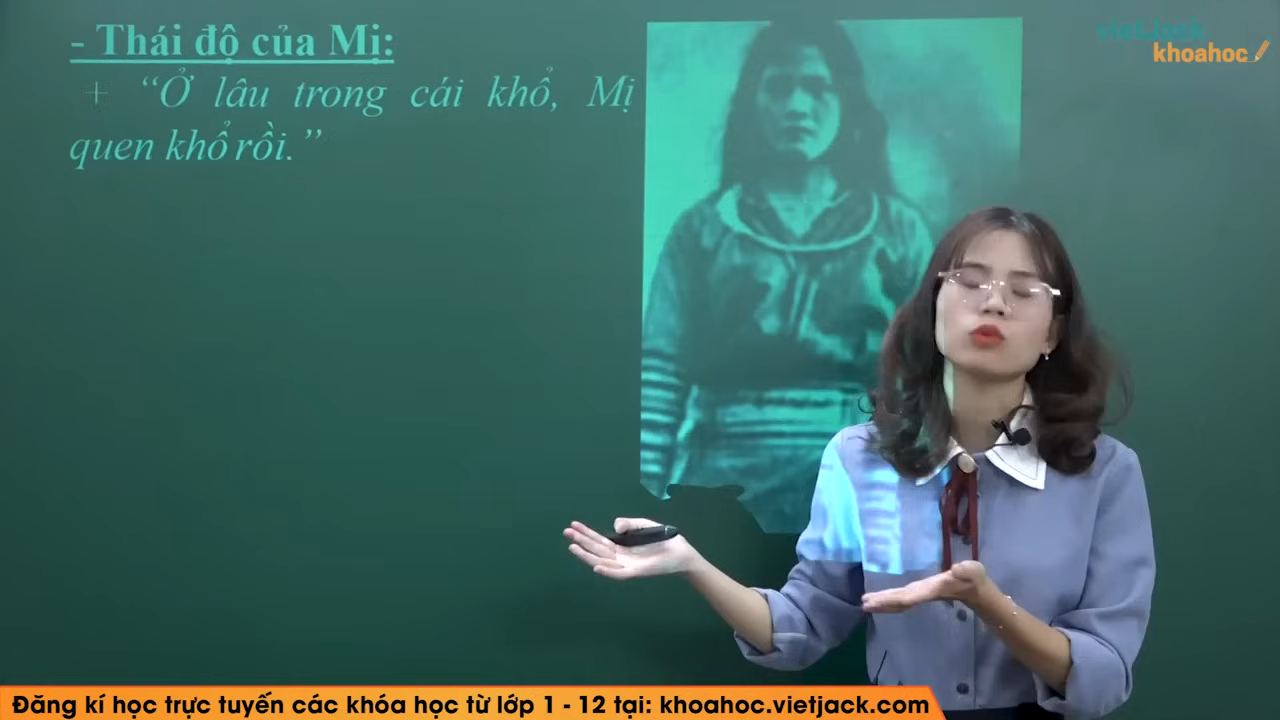 - Thái độ của Mị:
+ “Ở lâu trong cái khổ, Mị
quen khổ rồi.”
vietjack
khoahoc
Đăng kí học trực tuyến các khóa học từ lớp 1 - 12 tại: khoahoc.vietjack.com